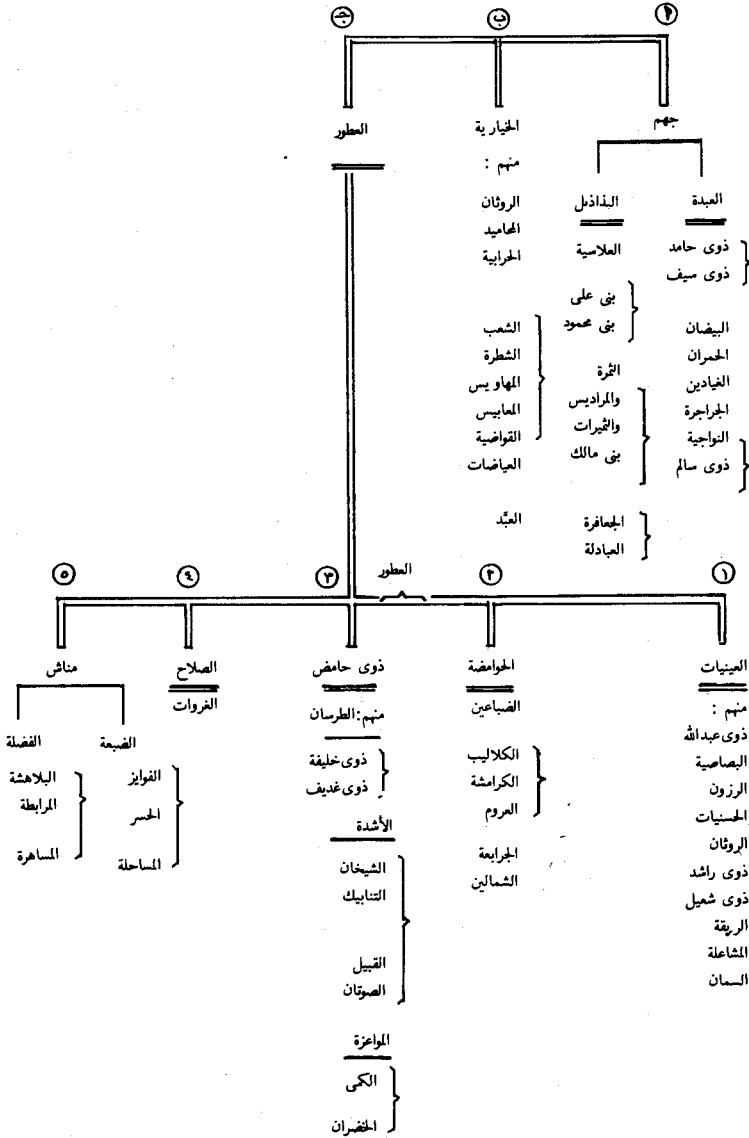 أ
ب
ج
جهم
العبدة
ذوى حامد
ذوى سيف
البيضان
الحمران
الغيادين
الجراجرة
النواجية
ذوى سالم
البذاذيل
العلاسية
بنى على
بنى محمود
الثمرة
والمراديس
والثميرات
بنى مالك
الجعافرة
العبادلة
الخيارية
منهم :
الروثان
المحاميد
الحرابية
الشعب
الشطرة
المهاويس
المعابيس
القواضية
العياضات
العبَّد
العطور
العطور
١
العينيات
منهم :
ذوى عبدالله
البصاصية
الرزون
الحسنيات
الروثان
ذوى راشد
ذوى شعيل
الريقة
المشاعلة
السمان
٢
الحوامضة
الضباعين
الكلاليب
الكرامشة
العروم
الجرابعة
الشمالين
٣
ذوى حامض
منهم : الطرسان
ذوى خليفة
ذوى غديف
الأشدة
الشيخان
التنابيك
القبيل
الصوتان
المواعزة
الكمى
الخضران
٤
الصلاح
الغروات
٥
مناش
الضبعة
الفوايز
الحسر
المساحلة
الفضلة
البلاهشة
المرابطة
المساهرة